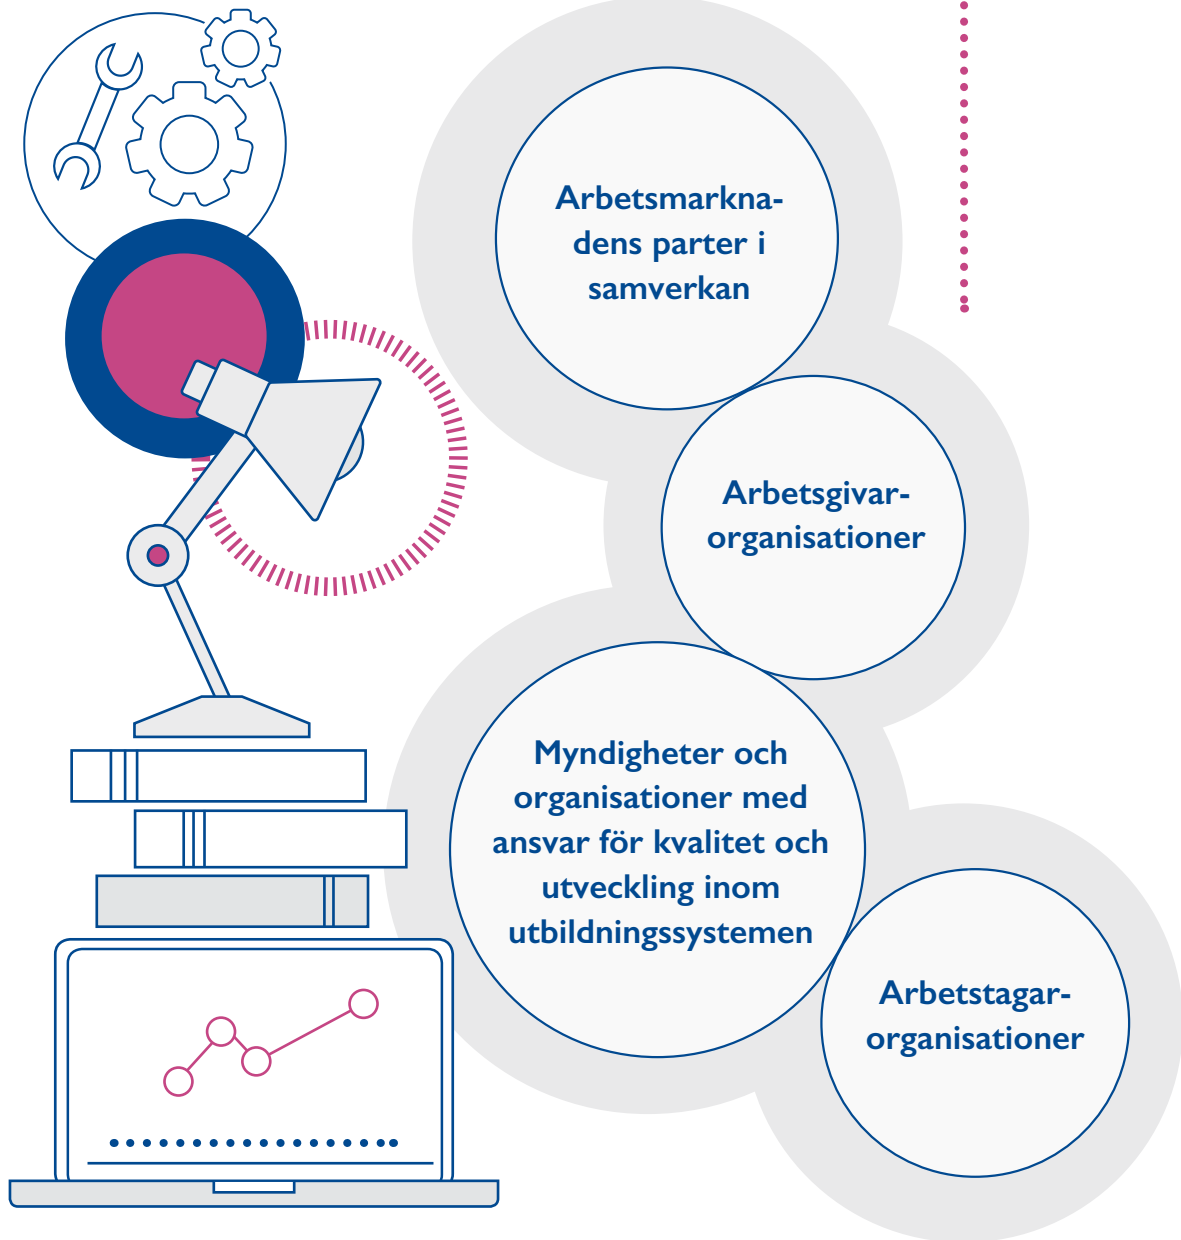 Arbetsmarkna-
dens parter i
samverkan
Arbetsgivar-
organisationer
Myndigheter och
organisationer med
ansvar för kvalitet och
utveckling inom
utbildningssystemen
Arbetstagar-
organisationer